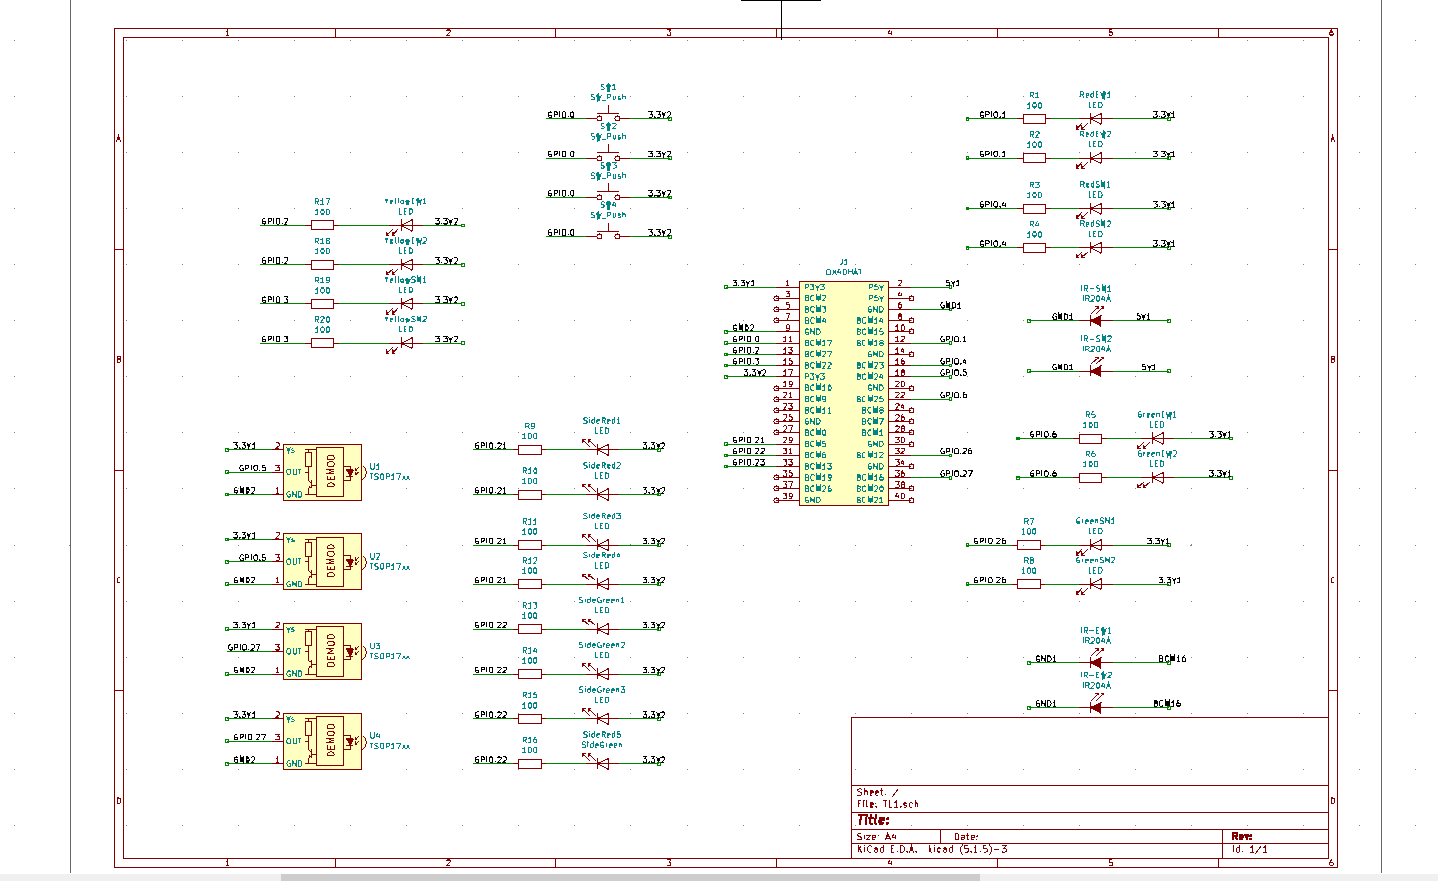 1 2 3 4 5 6
A
B
C
D
SW1
SW_Push
GPIO.0 3.3v2
SW2
SW_Push
GPIO.0 3.3v2
SW3
SW_Push
GPIO.0 3.3v2
SW4
SW_Push
GPIO.0 3.3v2
R17 YellowEW1
100 LED
GPIO.2 3.3v2
R18 YellowEW2
100 LED
GPIO.2 3.3v2
R19 YellowSW1
100 LED
GPIO.3 3.3v2
R20 YellowSW2
100 LED
GPIO.3 3.3v2
R1 RedEW1
100 LED
GPIO.1 3.3v1
R2 RedEW2
100 LED
GPIO.1 3.3v1
R3 RedSW1
100 LED
GPIO.4 3.3v1
R4 RedSW2
100 LED
GPIO.4 3.3v1
J1
OX40HAT
3.3v1 1 P3V3 P5V 2 5v1
3 BCM2 P5V 4
5 BCM3 GND 6 GND1
7 BCM4 BCM14 8
GND2 9 GND BCM15 10
GPIO.0 11 BCM17 BCM18 12 GPIO.1
GPIO.2 13 BCM27 GND 14
GPIO.3 15 BCM22 BCM23 16 GPIO.4
3.3v2 17 P3V3 BCM24 18 GPIO.5
19 BCM10 GND 20
21 BCM9 BCM25 22 GPIO.6
23 BCM11 BCM8 24
25 GND BCM7 26
27 BCM0 BCM1 28
GPIO.21 29 BCM5 GND 30
GPIO.22 31 BCM6 BCM12 32 GPIO.26
GPIO.23 33 BCM13 GND 34
35 BCM19 BCM16 36 GPIO.27
37 BCM26 BCM20 38
39 GND BCM21 40
IR-SW1
IR204A
GND1 5v1
IR-SW2
IR204A
GND1 5v1
R5 GreenEW1
100 LED
GPIO.6 3.3v1
R6 GreenEW2
100 LED
GPIO.6 3.3v1
R7 GreenSW1
100 LED
GPIO.26 3.3v1
R8 GreenSW2
100 LED
GPIO.26 3.3v1
IR-EW1
IR204A
GND1 BCM16
IR-EW2
IR204A
GND1 BCM16
3.3v1 2 Vs
GPIO.5 3 OUT DEMOD U1
TSOP17xx
GND2 1 GND
3.3v1 2 Vs
GPIO.5 3 OUT DEMOD U2
TSOP17xx
GND2 1 GND
3.3v1 2 Vs
GPIO.27 3 OUT DEMOD U3
TSOP17xx
GND2 1 GND
3.3v1 2 Vs
GPIO.27 3 OUT DEMOD U4
TSOP17xx
GND2 1 GND
R9 SideRed1
100 LED
GPIO.21 3.3v2
R10 SideRed2
100 LED
GPIO.21 3.3v2
R11 SideRed3
100 LED
GPIO.21 3.3v2
R12 SideRed4
100 LED
GPIO.21 3.3v2
R13 SideGreen1
100 LED
GPIO.22 3.3v2
R14 SideGreen2
100 LED
GPIO.22 3.3v2
R15 SideGreen3
100 LED
GPIO.22 3.3v2
R16 SideRed5
100 SideGreen
GPIO.22 3.3v2
Sheet: /
File: TL1.sch
Title:
Size: A4 Date: Rev:
KiCad E.D.A. kicad (5.1.5)-3 Id: 1/1
1 2 3 4 5 6
A
B
C
D